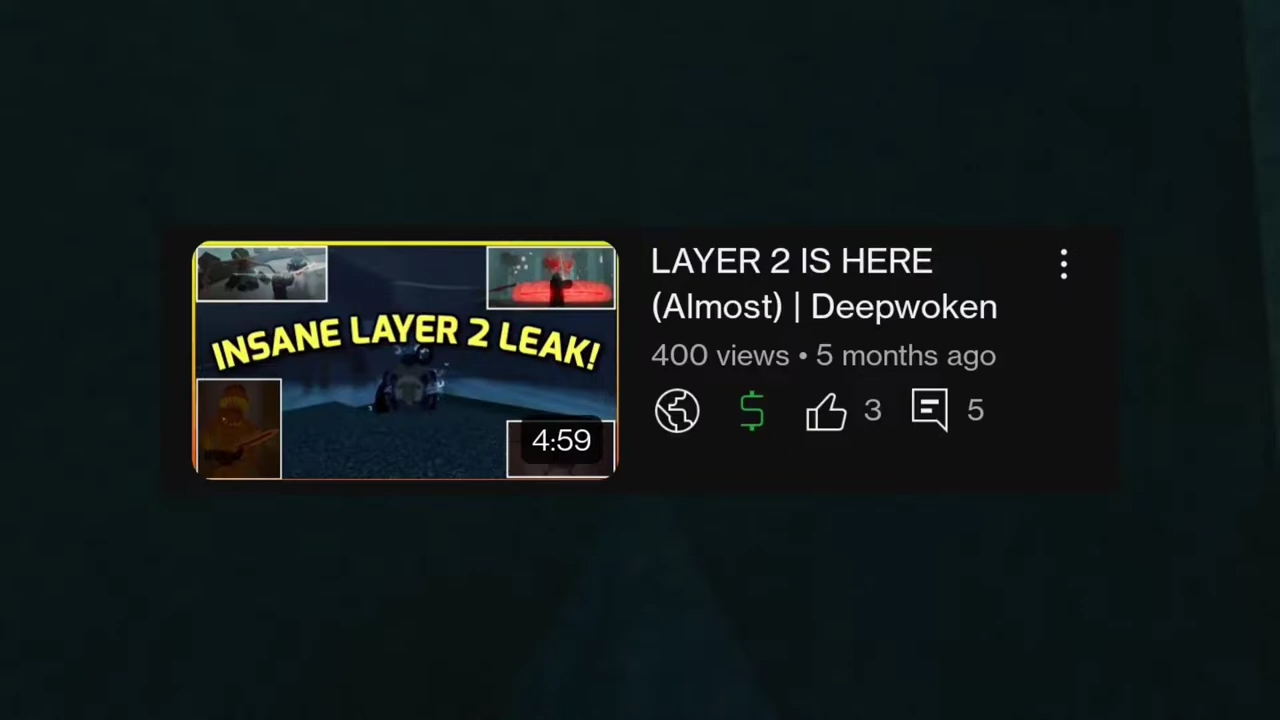 INSANE LAYER 2 LEAK!
4:59
LAYER 2 IS HERE
(Almost) | Deepwoken
400 views • 5 months ago
3 5